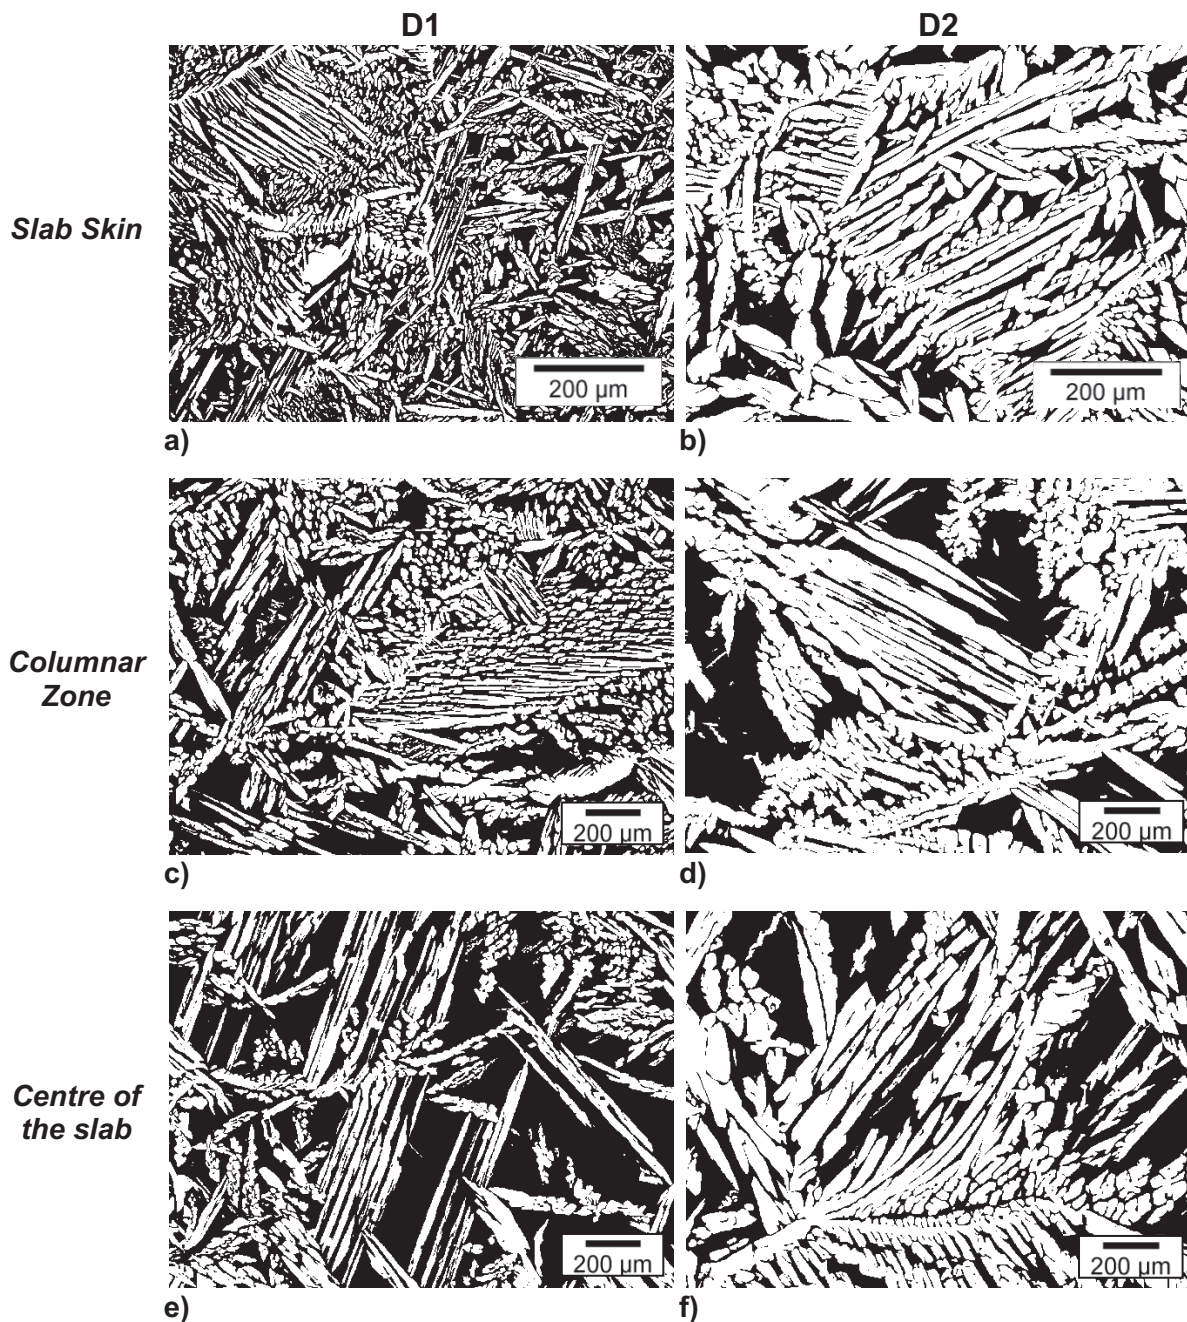 D1
D2
Slab Skin
200 µm
200 µm
a)
b)
Columnar
Zone
200 µm
200 µm
c)
d)
Centre of
the slab
200 µm
200 µm
e)
f)